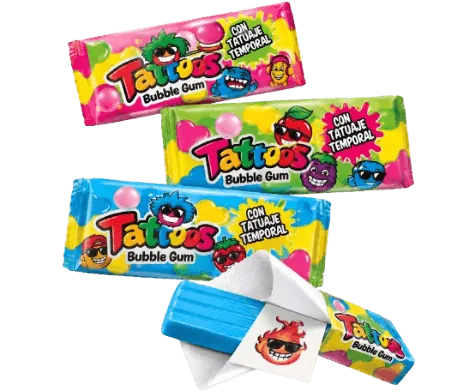 Tattoos
Bubble Gum
CON
TATUAJE
TEMPORAL
Tattoos
Bubble Gum
CON
TATUAJE
TEMPORAL
Tattoos
Bubble Gum
CON
TATUAJE
TEMPORAL
Tattoos
Bubble Gum